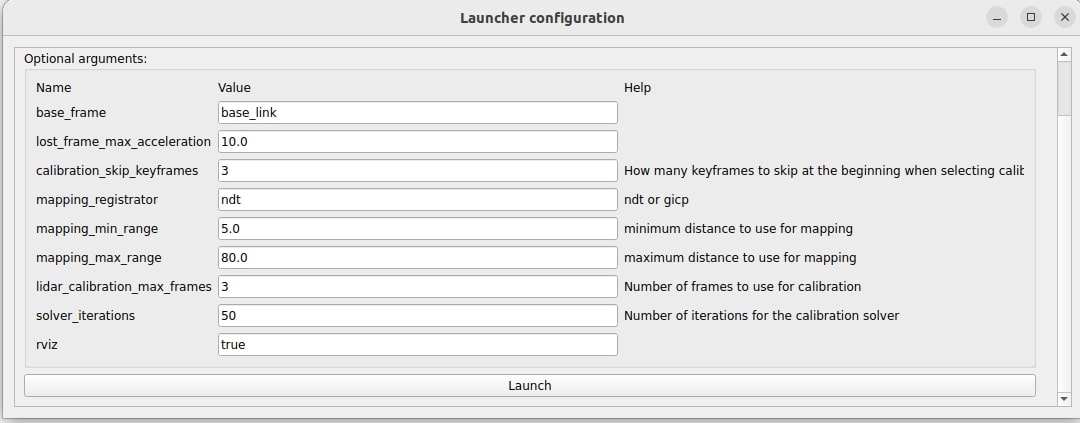 Launcher configuration
Optional arguments:
Name Value Help
base_frame base_link
lost_frame_max_acceleration 10.0
calibration_skip_keyframes 3 How many keyframes to skip at the beginning when selecting calib
mapping_registrator ndt ndt or gicp
mapping_min_range 5.0 minimum distance to use for mapping
mapping_max_range 80.0 maximum distance to use for mapping
lidar_calibration_max_frames 3 Number of frames to use for calibration
solver_iterations 50 Number of iterations for the calibration solver
rviz true
Launch